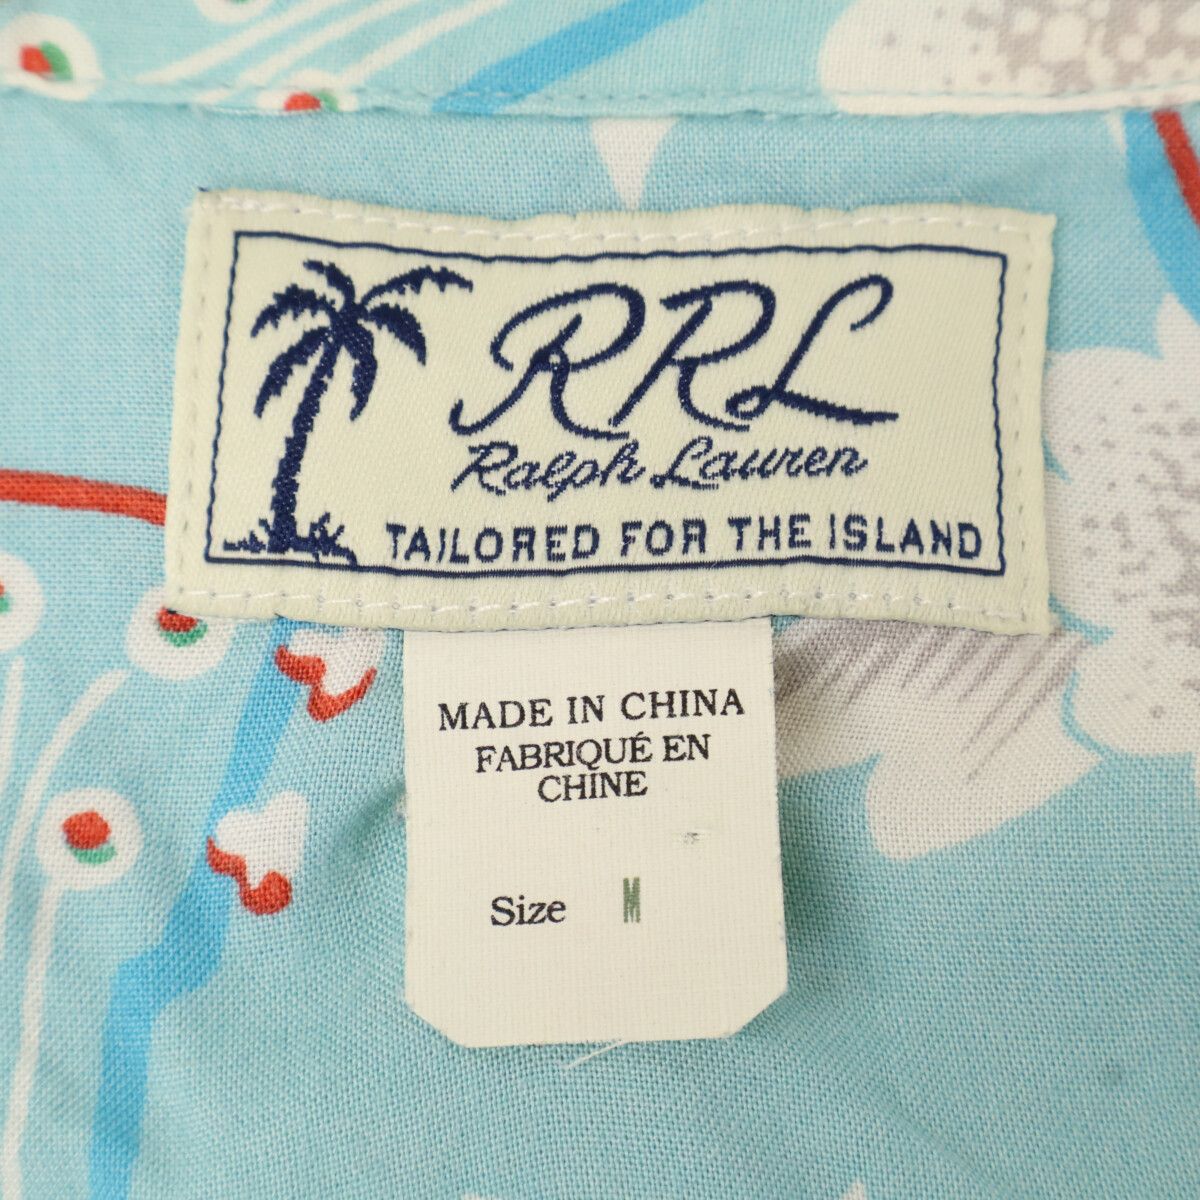 RRL
Ralph Lauren
TAILORED FOR THE ISLAND
MADE IN CHINA
FABRIQUÉ EN
CHINE
Size M